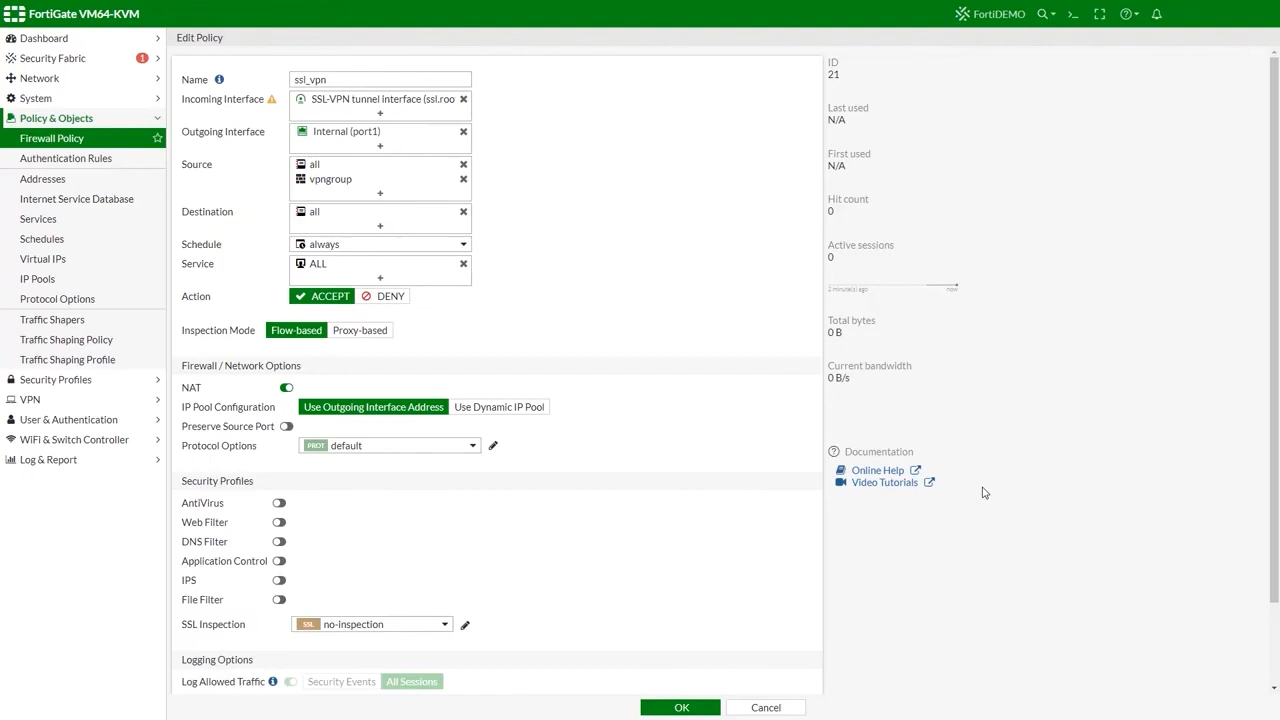 FortiGate VM64-KVM
FortiDEMO
Dashboard
Security Fabric 1
Network
System
Policy & Objects
Firewall Policy
Authentication Rules
Addresses
Internet Service Database
Services
Schedules
Virtual IPs
IP Pools
Protocol Options
Traffic Shapers
Traffic Shaping Policy
Traffic Shaping Profile
Security Profiles
VPN
User & Authentication
WiFi & Switch Controller
Log & Report
Edit Policy
Name ssl_vpn
Incoming Interface SSL-VPN tunnel interface (ssl.roo
+
Outgoing Interface Internal (port1)
+
Source all
vpngroup
+
Destination all
+
Schedule always
Service ALL
+
Action ACCEPT DENY
Inspection Mode Flow-based Proxy-based
Firewall / Network Options
NAT
IP Pool Configuration Use Outgoing Interface Address Use Dynamic IP Pool
Preserve Source Port
Protocol Options PROT default
Security Profiles
AntiVirus
Web Filter
DNS Filter
Application Control
IPS
File Filter
SSL Inspection SSL no-inspection
Logging Options
Log Allowed Traffic Security Events All Sessions
OK Cancel
ID
21
Last used
N/A
First used
N/A
Hit count
0
Active sessions
0
2 minute(s) ago now
Total bytes
0 B
Current bandwidth
0 B/s
Documentation
Online Help
Video Tutorials